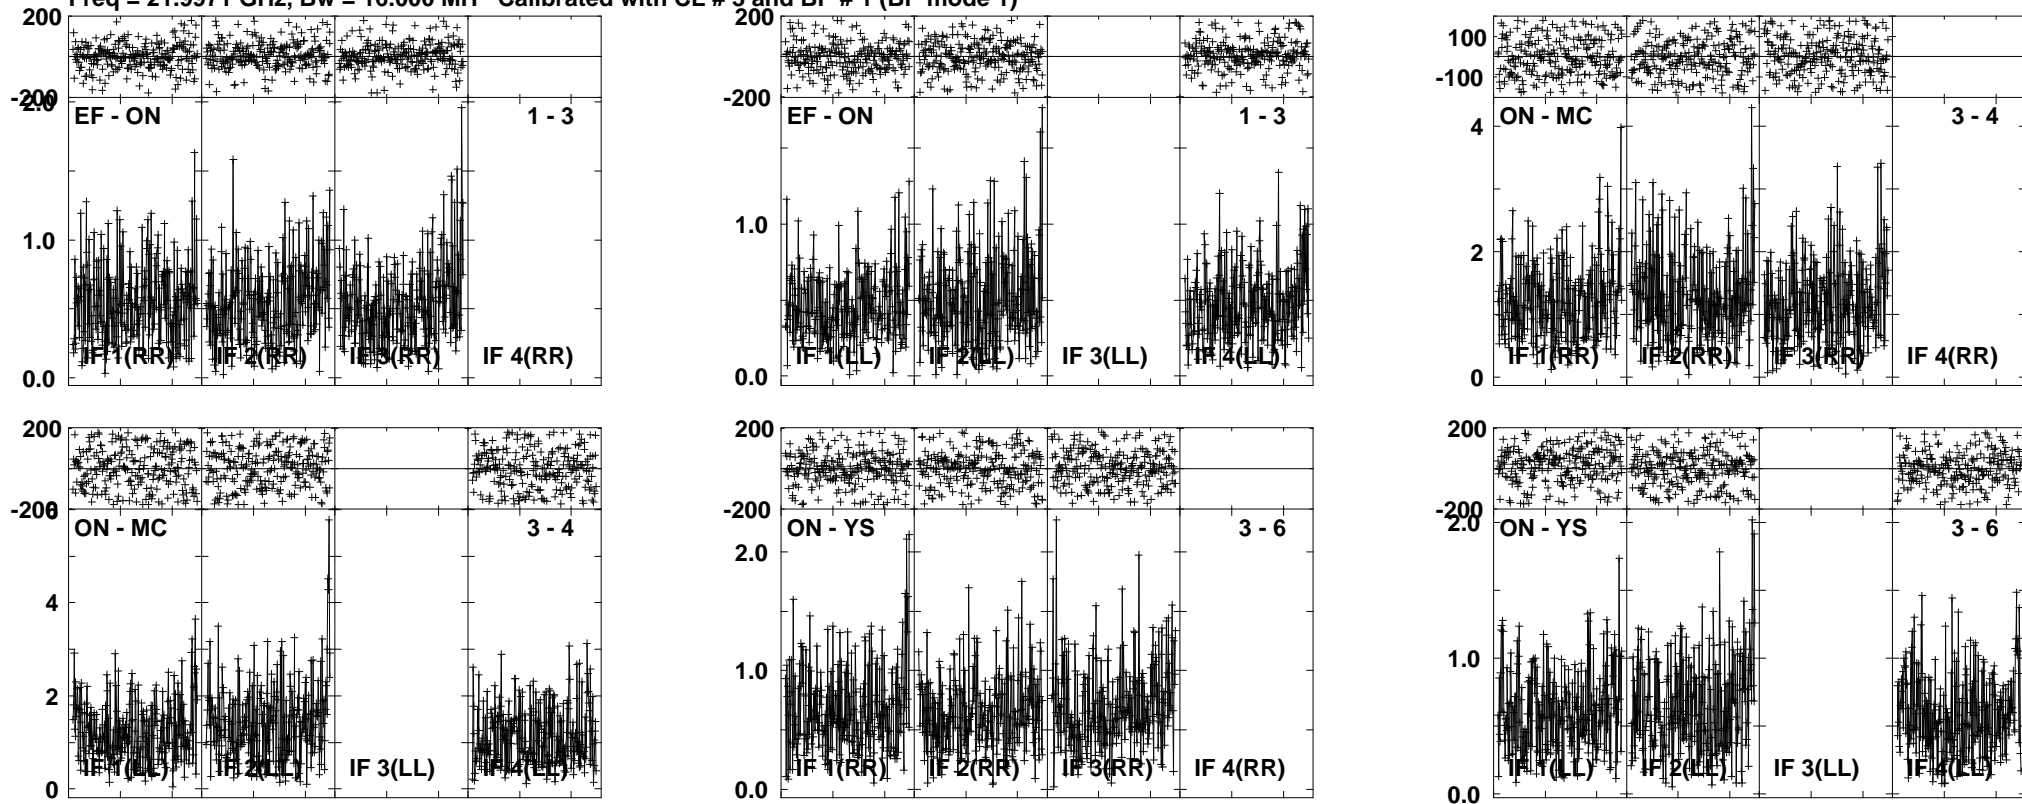 Freq = 21.9971 GHz, Bw = 16.000 MH Calibrated with CL # 3 and BP # 1 (BP mode 1)
200
-200
2.0
1.0
0.0
EF - ON
1 - 3
IF 1(RR)
IF 2(RR)
IF 3(RR)
IF 4(RR)
200
-200
1.0
0.0
EF - ON
1 - 3
IF 1(LL)
IF 2(LL)
IF 3(LL)
IF 4(LL)
100
-100
4
2
0
ON - MC
3 - 4
IF 1(RR)
IF 2(RR)
IF 3(RR)
IF 4(RR)
200
-200
6
4
2
0
ON - MC
3 - 4
IF 1(LL)
IF 2(LL)
IF 3(LL)
IF 4(LL)
200
-200
2.0
1.0
0.0
ON - YS
3 - 6
IF 1(RR)
IF 2(RR)
IF 3(RR)
IF 4(RR)
200
-200
2.0
1.0
0.0
ON - YS
3 - 6
IF 1(LL)
IF 2(LL)
IF 3(LL)
IF 4(LL)